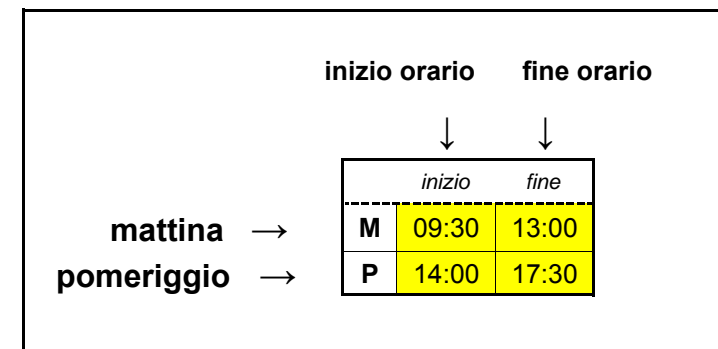 inizio orario fine orario
↓ ↓
inizio fine
mattina → M 09:30 13:00
pomeriggio → P 14:00 17:30